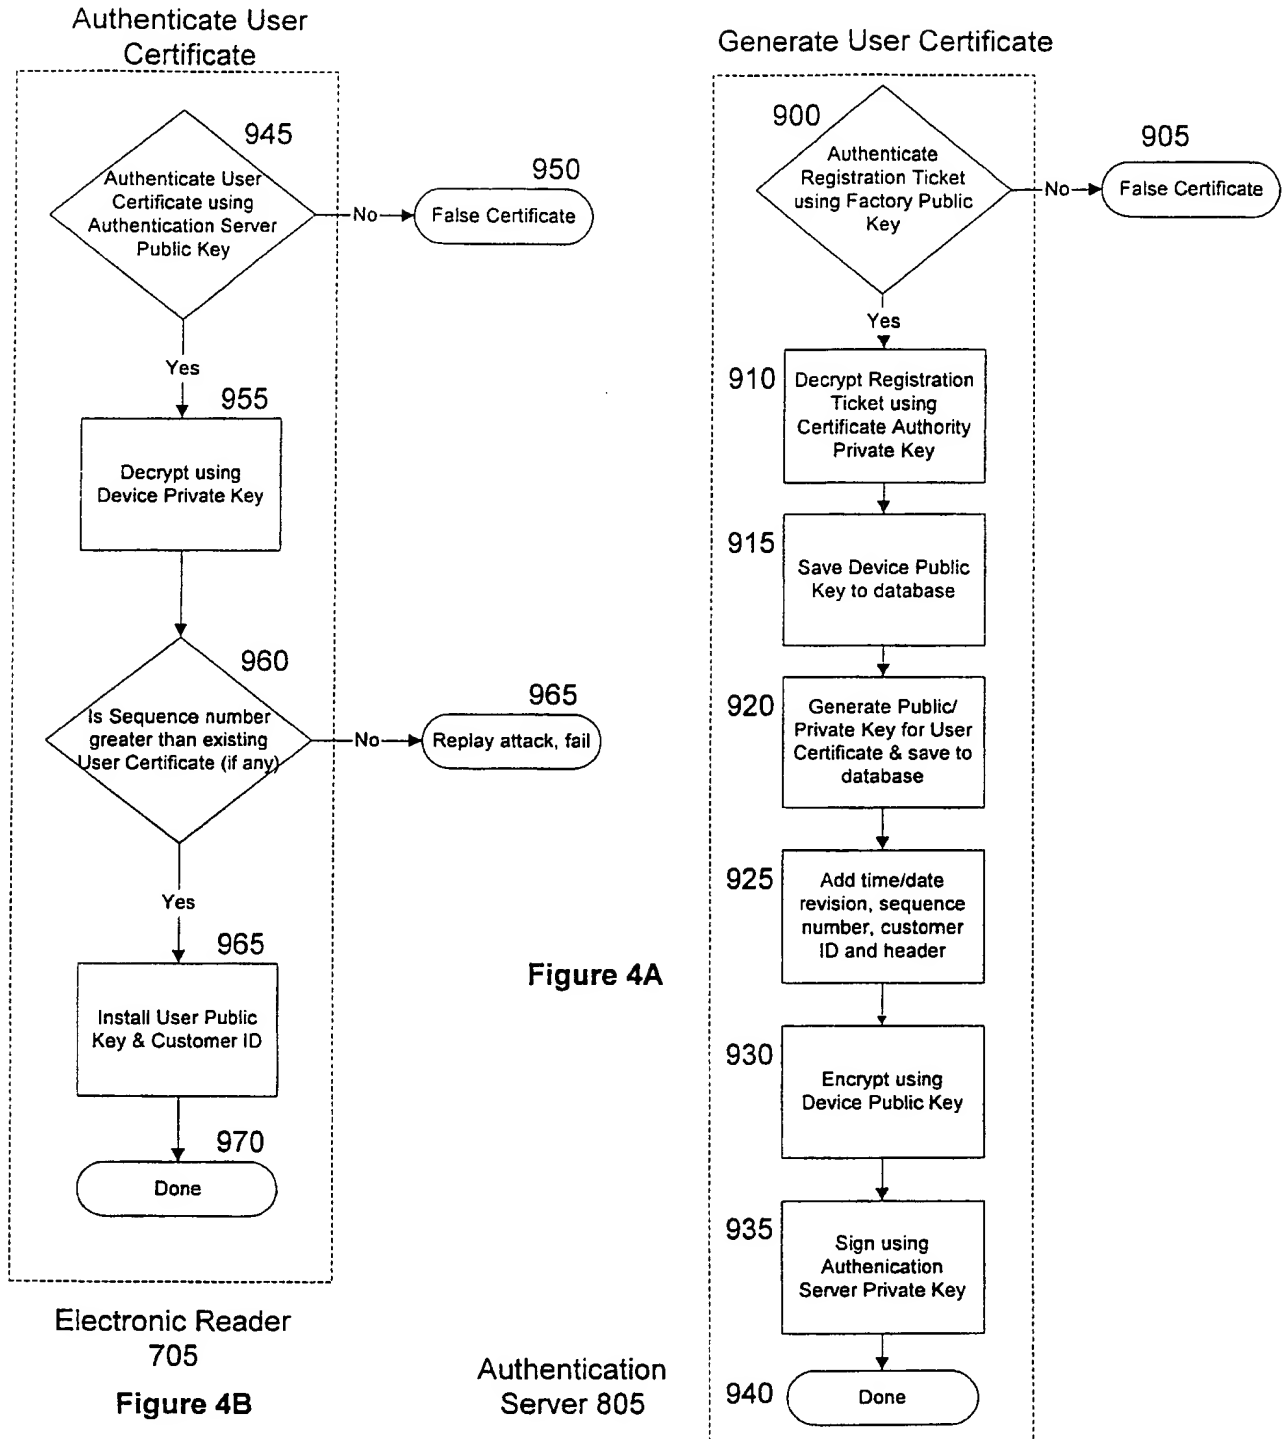 Authenticate User
Certificate
945
Authenticate User
Certificate using
Authentication Server
Public Key
No
950
False Certificate
Yes
955
Decrypt using
Device Private Key
960
Is Sequence number
greater than existing
User Certificate (if any)
No
965
Replay attack, fail
Yes
965
Install User Public
Key & Customer ID
970
Done
Electronic Reader
705
Figure 4B
Generate User Certificate
900
Authenticate
Registration Ticket
using Factory Public
Key
No
905
False Certificate
Yes
910
Decrypt Registration
Ticket using
Certificate Authority
Private Key
915
Save Device Public
Key to database
920
Generate Public/
Private Key for User
Certificate & save to
database
925
Add time/date
revision, sequence
number, customer
ID and header
930
Encrypt using
Device Public Key
935
Sign using
Authenication
Server Private Key
940
Done
Figure 4A
Authentication
Server 805